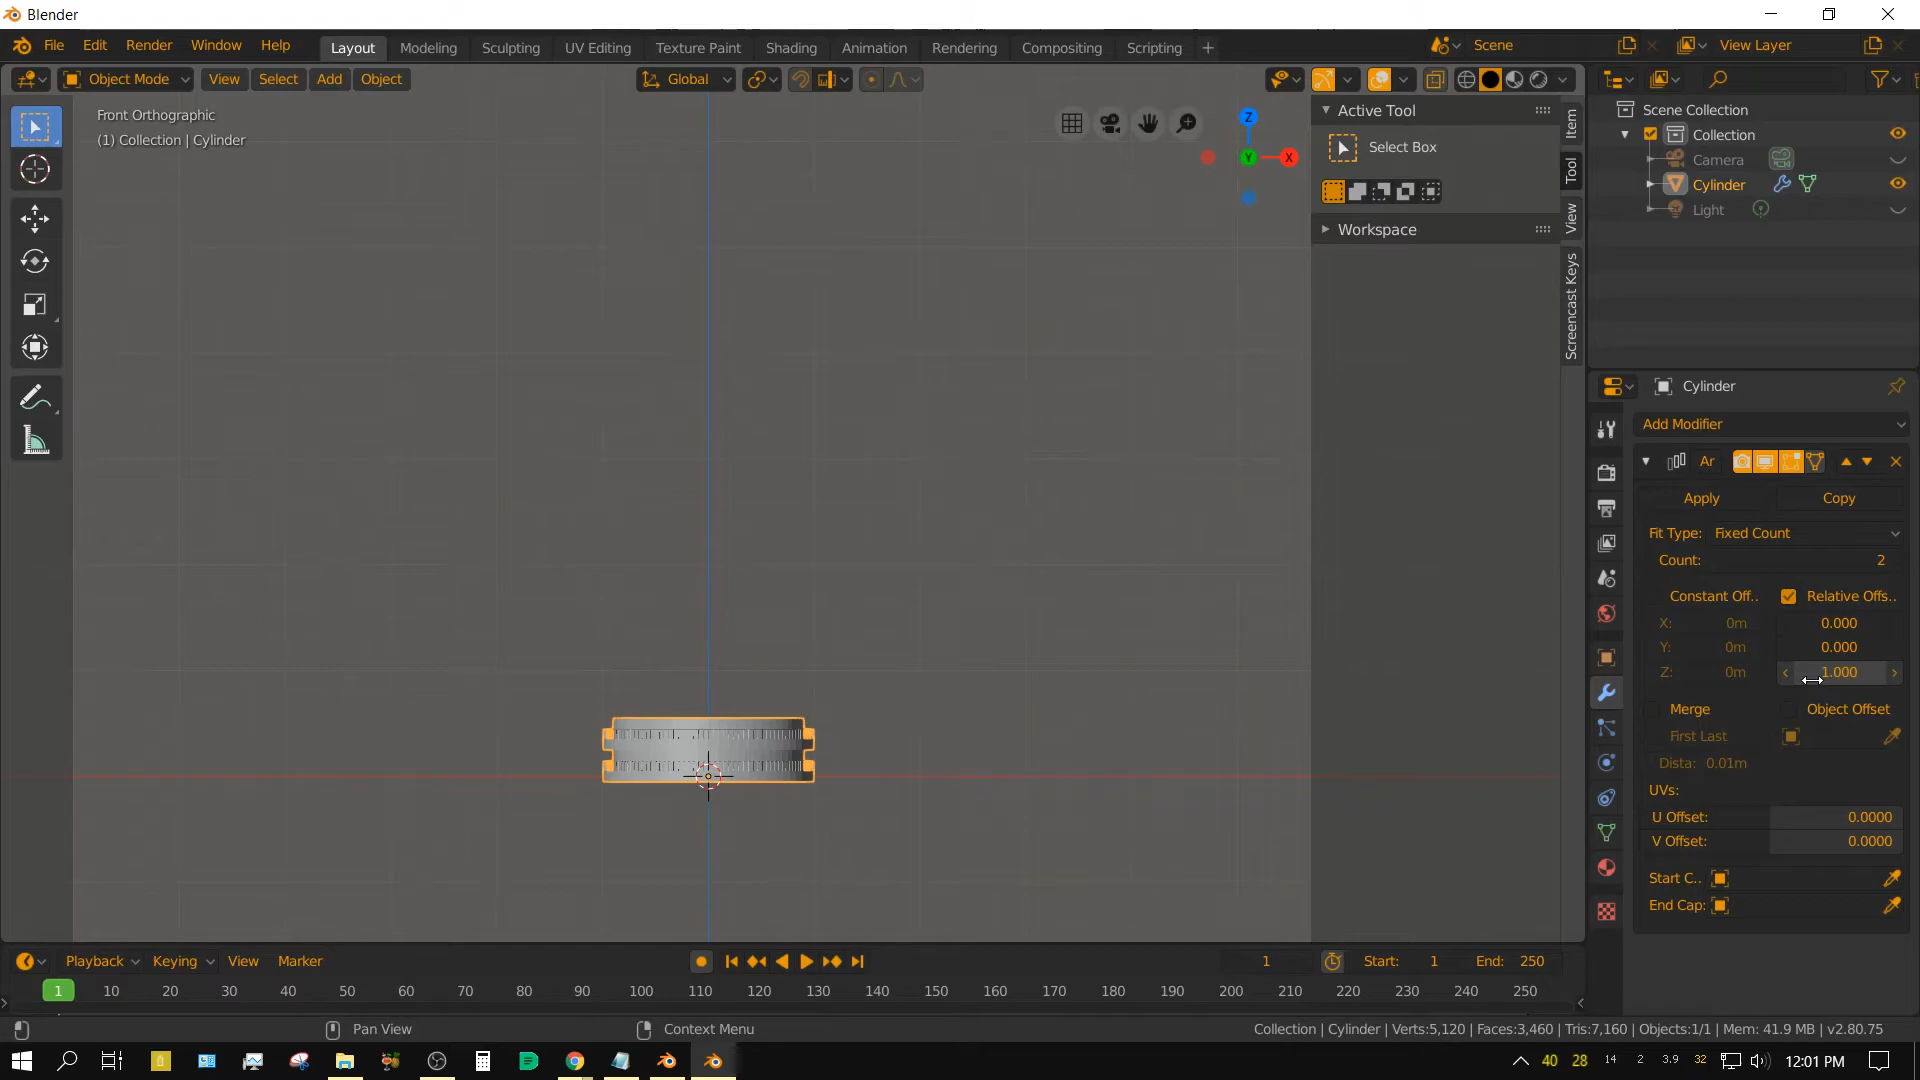 Blender
File Edit Render Window Help Layout Modeling Sculpting UV Editing Texture Paint Shading Animation Rendering Compositing Scripting + Scene View Layer
Object Mode View Select Add Object Global
Front Orthographic
(1) Collection | Cylinder
Z
Y X
Active Tool
Select Box
Workspace
Item
Tool
View
Screencast Keys
Scene Collection
Collection
Camera
Cylinder
Light
Cylinder
Add Modifier
Ar
Apply Copy
Fit Type: Fixed Count
Count: 2
Constant Off.. Relative Offs..
X: 0m 0.000
Y: 0m 0.000
Z: 0m 1.000
Merge Object Offset
First Last
Dista: 0.01m
UVs:
U Offset: 0.0000
V Offset: 0.0000
Start C..
End Cap:
Playback Keying View Marker 1 Start: 1 End: 250
1 10 20 30 40 50 60 70 80 90 100 110 120 130 140 150 160 170 180 190 200 210 220 230 240 250
Pan View Context Menu Collection | Cylinder | Verts:5,120 | Faces:3,460 | Tris:7,160 | Objects:1/1 | Mem: 41.9 MB | v2.80.75
40 28 14 2 3.9 32 12:01 PM